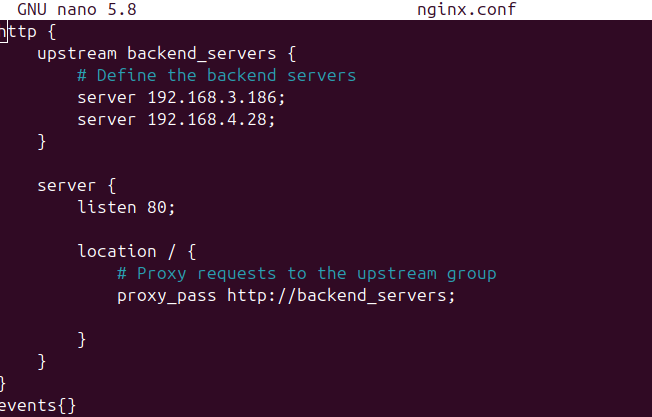 GNU nano 5.8 nginx.conf
http {
    upstream backend_servers {
        # Define the backend servers
        server 192.168.3.186;
        server 192.168.4.28;
    }

    server {
        listen 80;

        location / {
            # Proxy requests to the upstream group
            proxy_pass http://backend_servers;

        }
    }
}
events{}